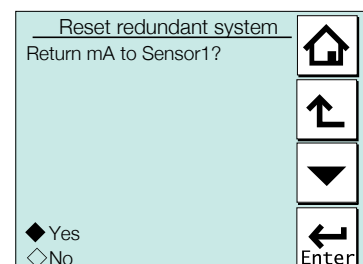 Reset redundant system
Return mA to Sensor1?
◆Yes
◇No
Enter